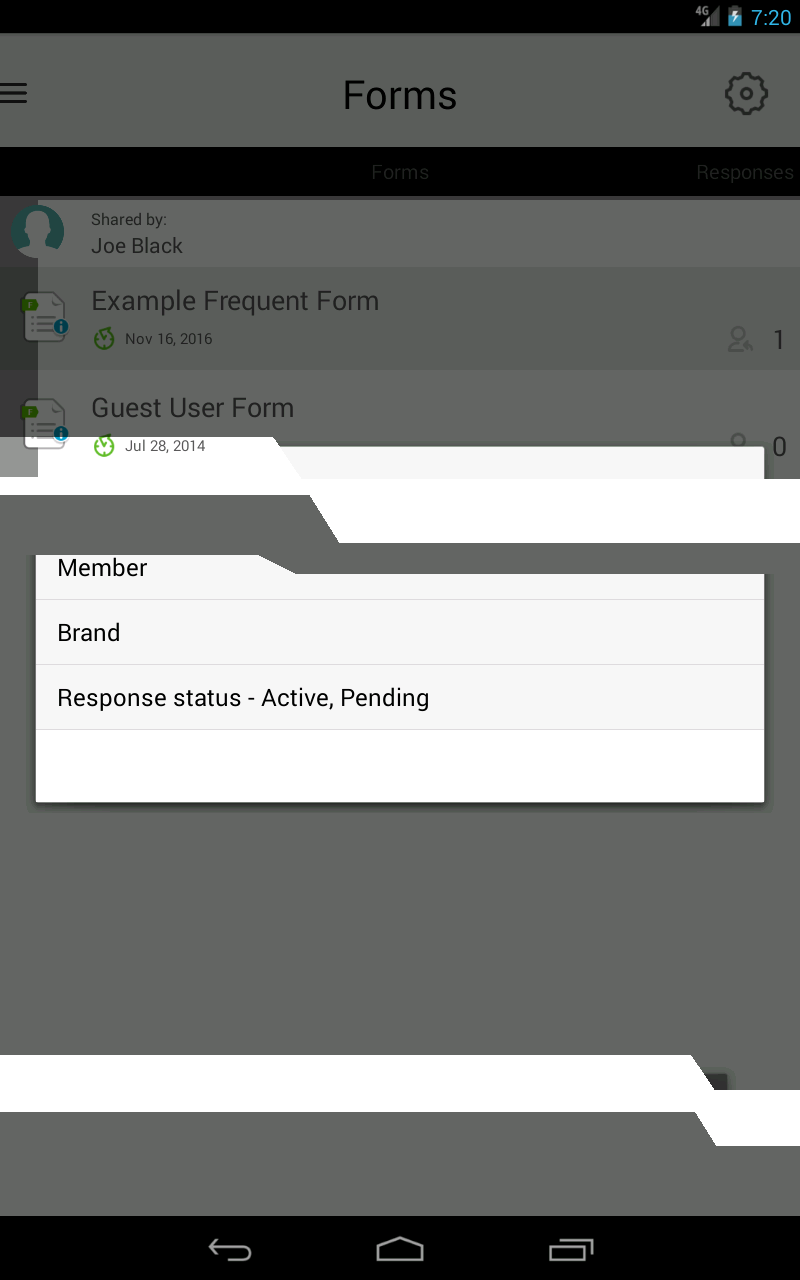 4G 7:20
Forms
Forms Responses
Shared by:
Joe Black
F
Example Frequent Form
i
Nov 16, 2016
1
F
Guest User Form
i
Jul 28, 2014
0
Member
Brand
Response status - Active, Pending